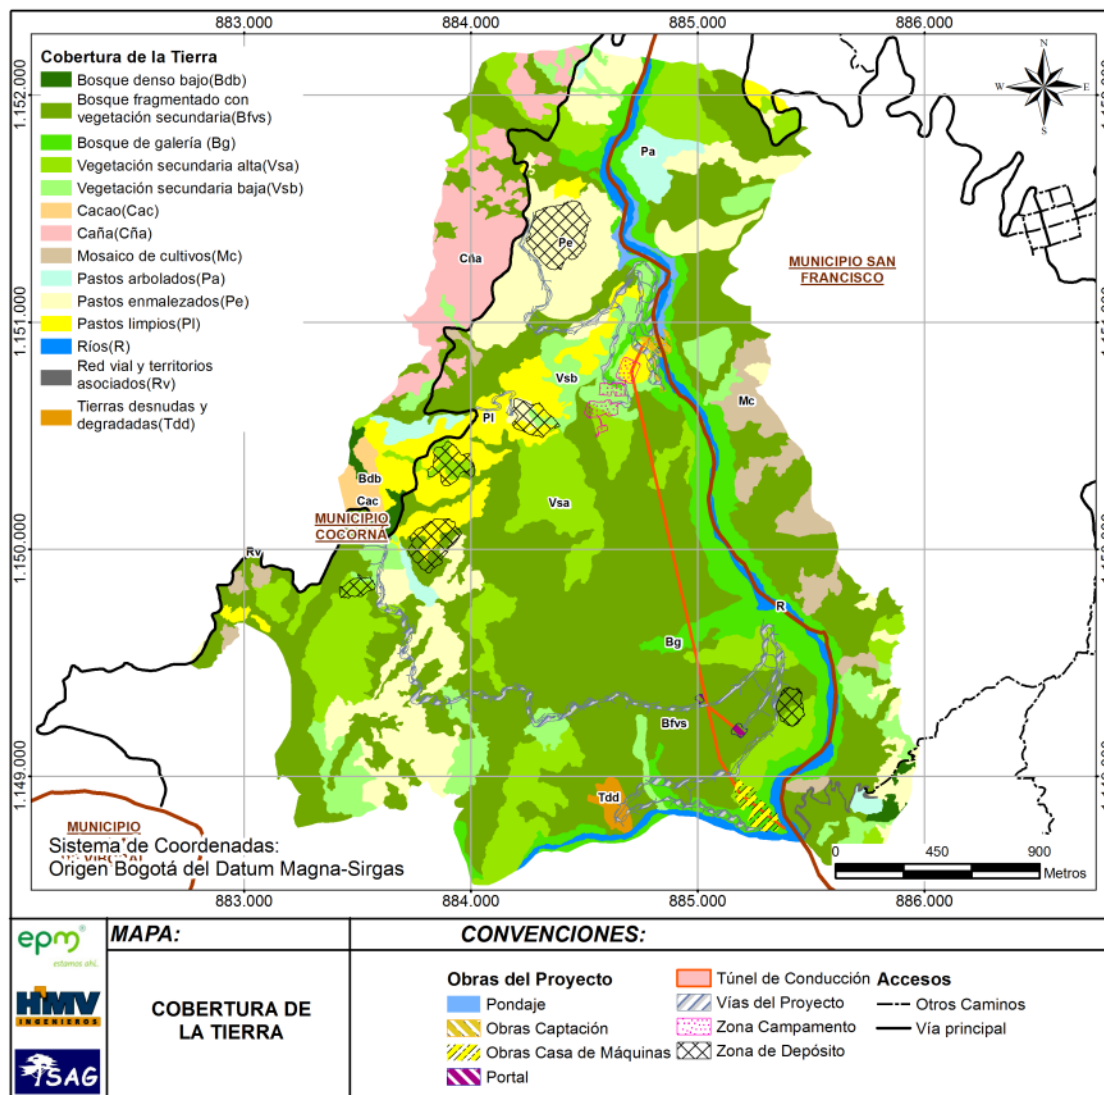 883.000 884.000 885.000 886.000
Cobertura de la Tierra
Bosque denso bajo(Bdb)
Bosque fragmentado con
vegetación secundaria(Bfvs)
Bosque de galería (Bg)
Vegetación secundaria alta(Vsa)
Vegetación secundaria baja(Vsb)
Cacao(Cac)
Caña(Cña)
Mosaico de cultivos(Mc)
Pastos arbolados(Pa)
Pastos enmalezados(Pe)
Pastos limpios(Pl)
Ríos(R)
Red vial y territorios
asociados(Rv)
Tierras desnudas y
degradadas(Tdd)
N
W E
S
1.152.000
1.151.000
1.150.000
1.149.000
Pa
Pe
Cña
MUNICIPIO SAN
FRANCISCO
Vsb
Mc
Pl
Bdb
Cac
Vsa
MUNICIPIO
COCORNÁ
Rv
R
Bg
Bfvs
Tdd
MUNICIPIO
Sistema de Coordenadas:
Origen Bogotá del Datum Magna-Sirgas
0 450 900
Metros
883.000 884.000 885.000 886.000
epm®
estamos ahí.
HMV
INGENIEROS
ISAG
MAPA:
COBERTURA DE
LA TIERRA
CONVENCIONES:
Obras del Proyecto
Pondaje
Obras Captación
Obras Casa de Máquinas
Portal
Túnel de Conducción
Vías del Proyecto
Zona Campamento
Zona de Depósito
Accesos
Otros Caminos
Vía principal